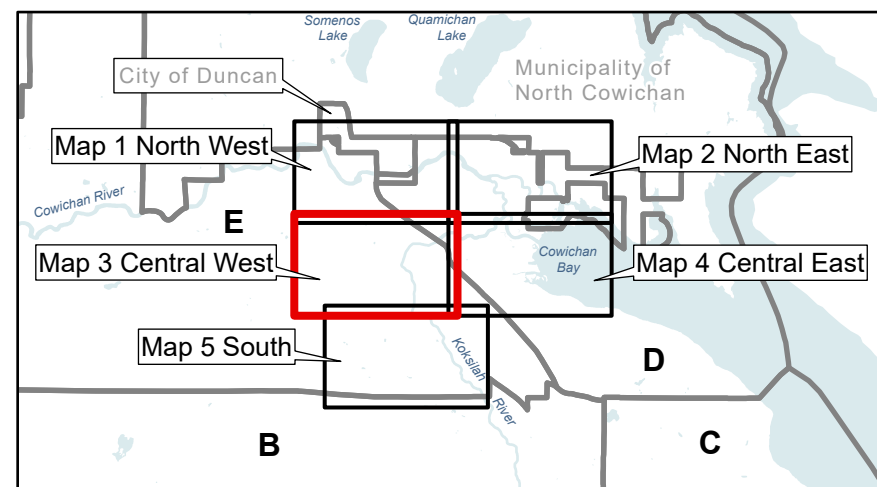 Somenos
Lake
Quamichan
Lake
City of Duncan
Municipality of
North Cowichan
Map 1 North West
Map 2 North East
Cowichan River
E
Map 3 Central West
Cowichan
Bay
Map 4 Central East
Map 5 South
Koksilah
River
D
B
C